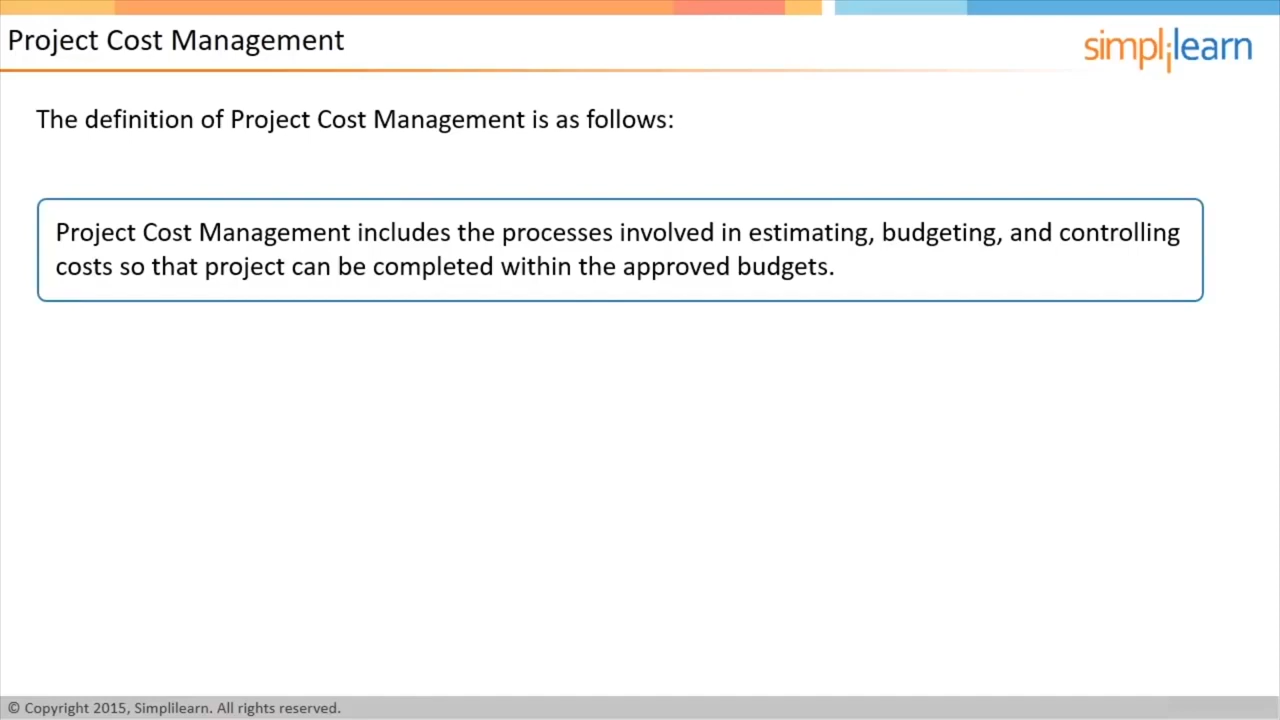 Project Cost Management
simplilearn
The definition of Project Cost Management is as follows:
Project Cost Management includes the processes involved in estimating, budgeting, and controlling
costs so that project can be completed within the approved budgets.
© Copyright 2015, Simplilearn. All rights reserved.